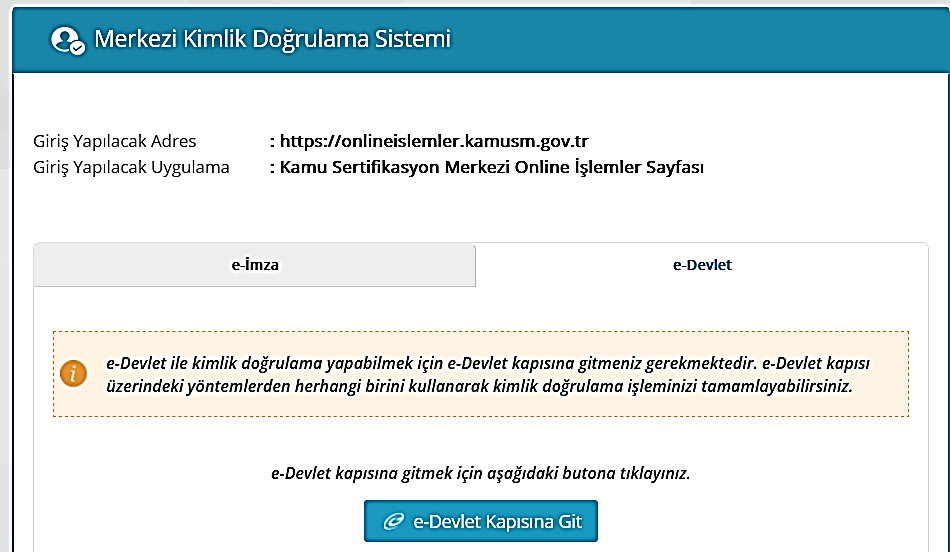 Merkezi Kimlik Doğrulama Sistemi
Giriş Yapılacak Adres : https://onlineislemler.kamusm.gov.tr
Giriş Yapılacak Uygulama : Kamu Sertifikasyon Merkezi Online İşlemler Sayfası
e-İmza e-Devlet
e-Devlet ile kimlik doğrulama yapabilmek için e-Devlet kapısına gitmeniz gerekmektedir. e-Devlet kapısı
üzerindeki yöntemlerden herhangi birini kullanarak kimlik doğrulama işleminizi tamamlayabilirsiniz.
e-Devlet kapısına gitmek için aşağıdaki butona tıklayınız.
e-Devlet Kapısına Git